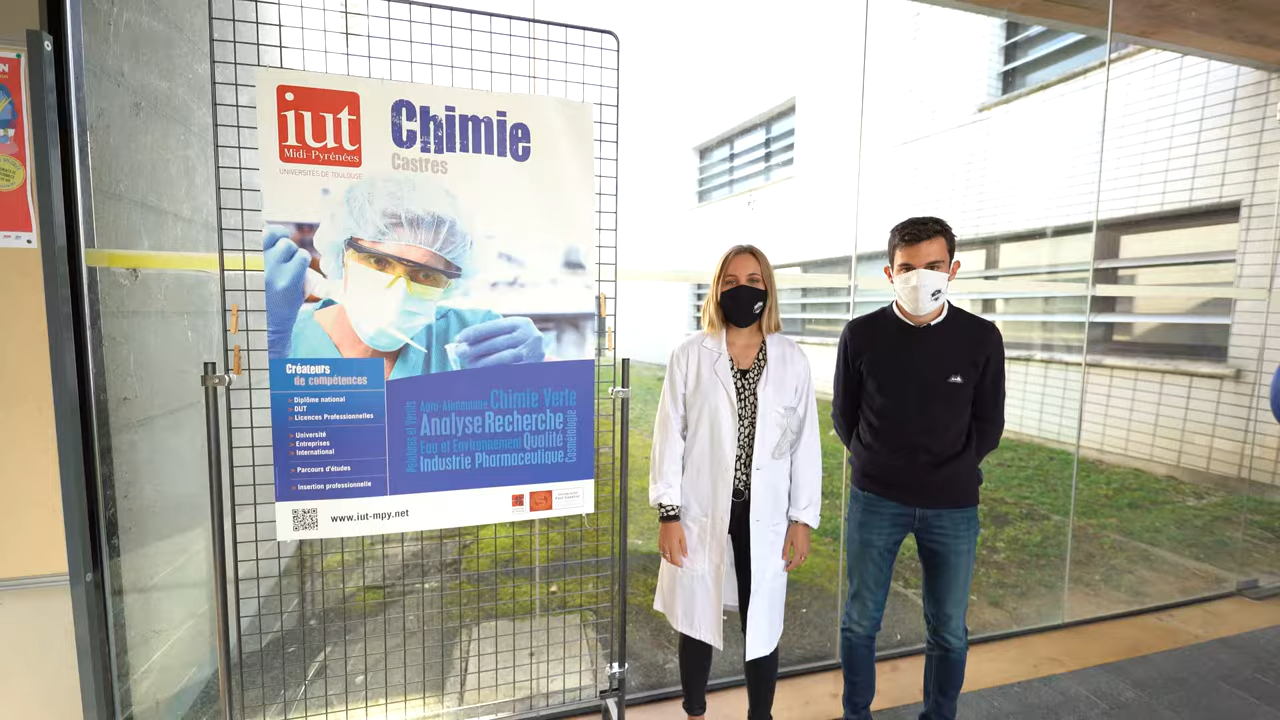 iut
Midi-Pyrénées
UNIVERSITÉS DE TOULOUSE
Chimie
Castres
Créateurs
de compétences
> Diplôme national
> DUT
> Licences Professionnelles
> Université
> Entreprises
> International
> Parcours d'études
> Insertion professionnelle
Agro-Alimentaire Chimie Verte
Analyse Recherche
Eau et Environnement Qualité
Industrie Pharmaceutique
Peintures et Vernis
Cosmétologie
www.iut-mpy.net